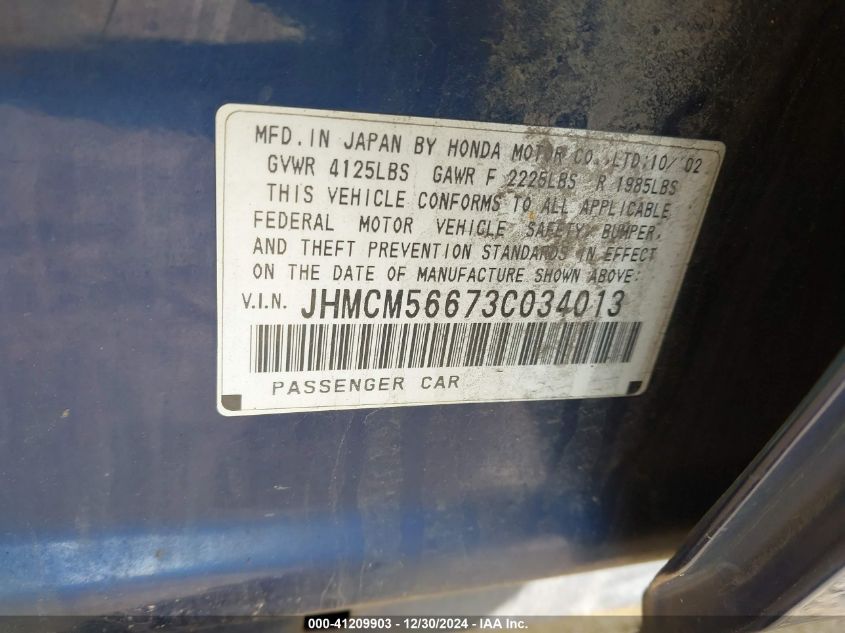 MFD. IN JAPAN BY HONDA MOTOR CO., LTD; 10/'02
GVWR 4125LBS GAWR F 2225LBS R 1985LBS
THIS VEHICLE CONFORMS TO ALL APPLICABLE
FEDERAL MOTOR VEHICLE SAFETY, BUMPER,
AND THEFT PREVENTION STANDARDS IN EFFECT
ON THE DATE OF MANUFACTURE SHOWN ABOVE:
V.I.N. JHMCM56673C034013
PASSENGER CAR
000-41209903 - 12/30/2024 - IAA Inc.